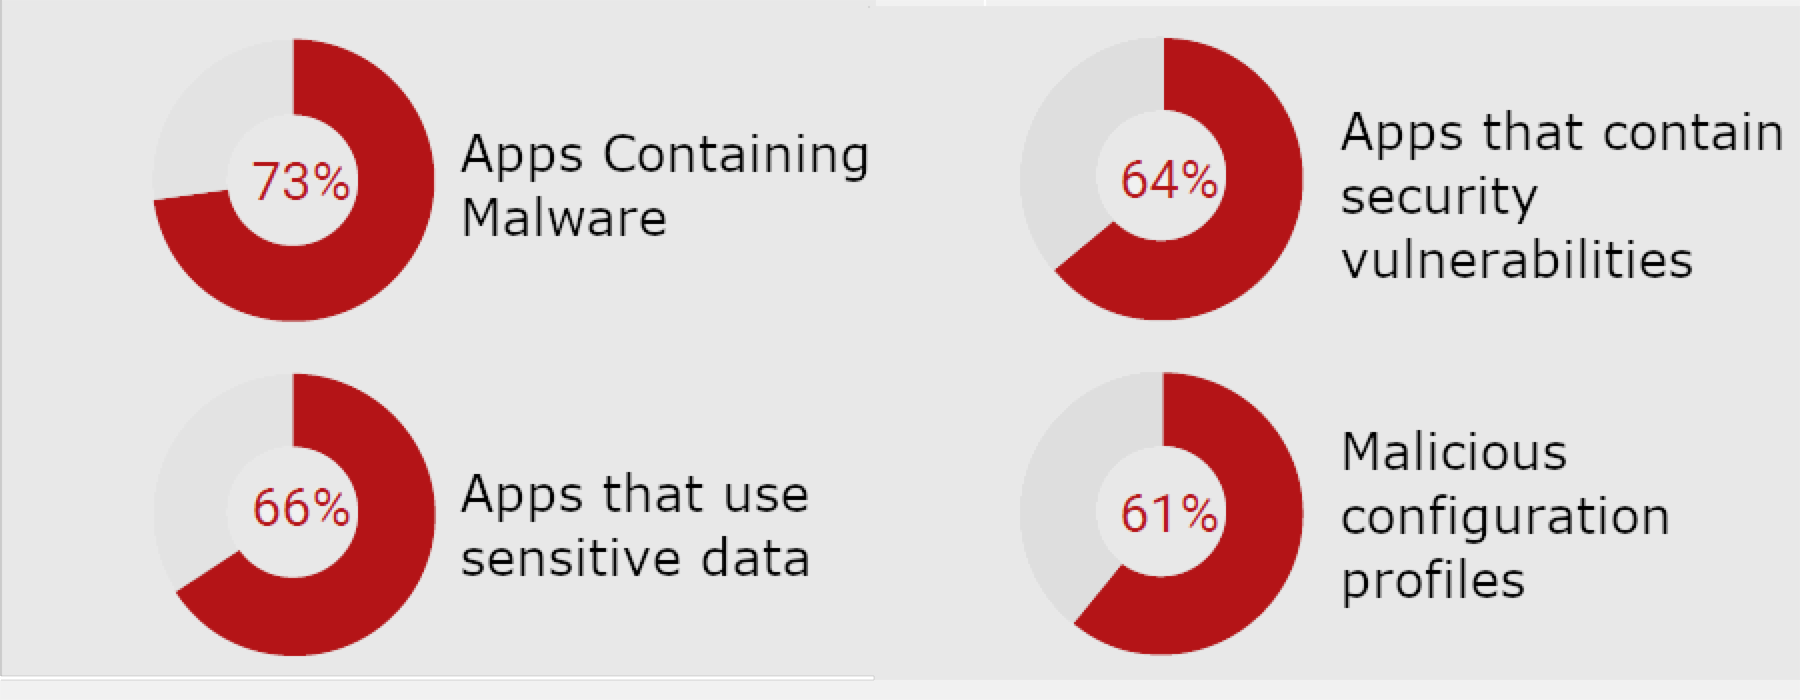 73%
Apps Containing
Malware
64%
Apps that contain
security
vulnerabilities
66%
Apps that use
sensitive data
61%
Malicious
configuration
profiles